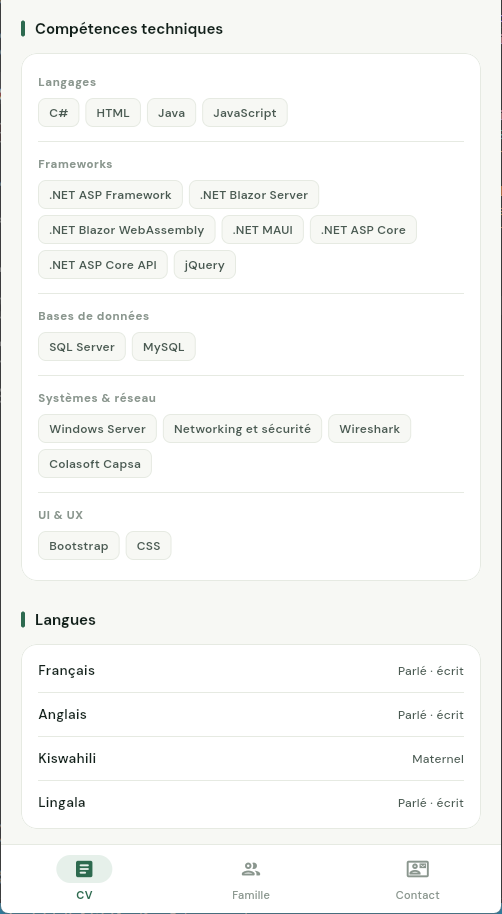 Compétences techniques
Langages
C# HTML Java JavaScript
Frameworks
.NET ASP Framework .NET Blazor Server
.NET Blazor WebAssembly .NET MAUI .NET ASP Core
.NET ASP Core API jQuery
Bases de données
SQL Server MySQL
Systèmes & réseau
Windows Server Networking et sécurité Wireshark
Colasoft Capsa
UI & UX
Bootstrap CSS
Langues
Français Parlé · écrit
Anglais Parlé · écrit
Kiswahili Maternel
Lingala Parlé · écrit
CV Famille Contact